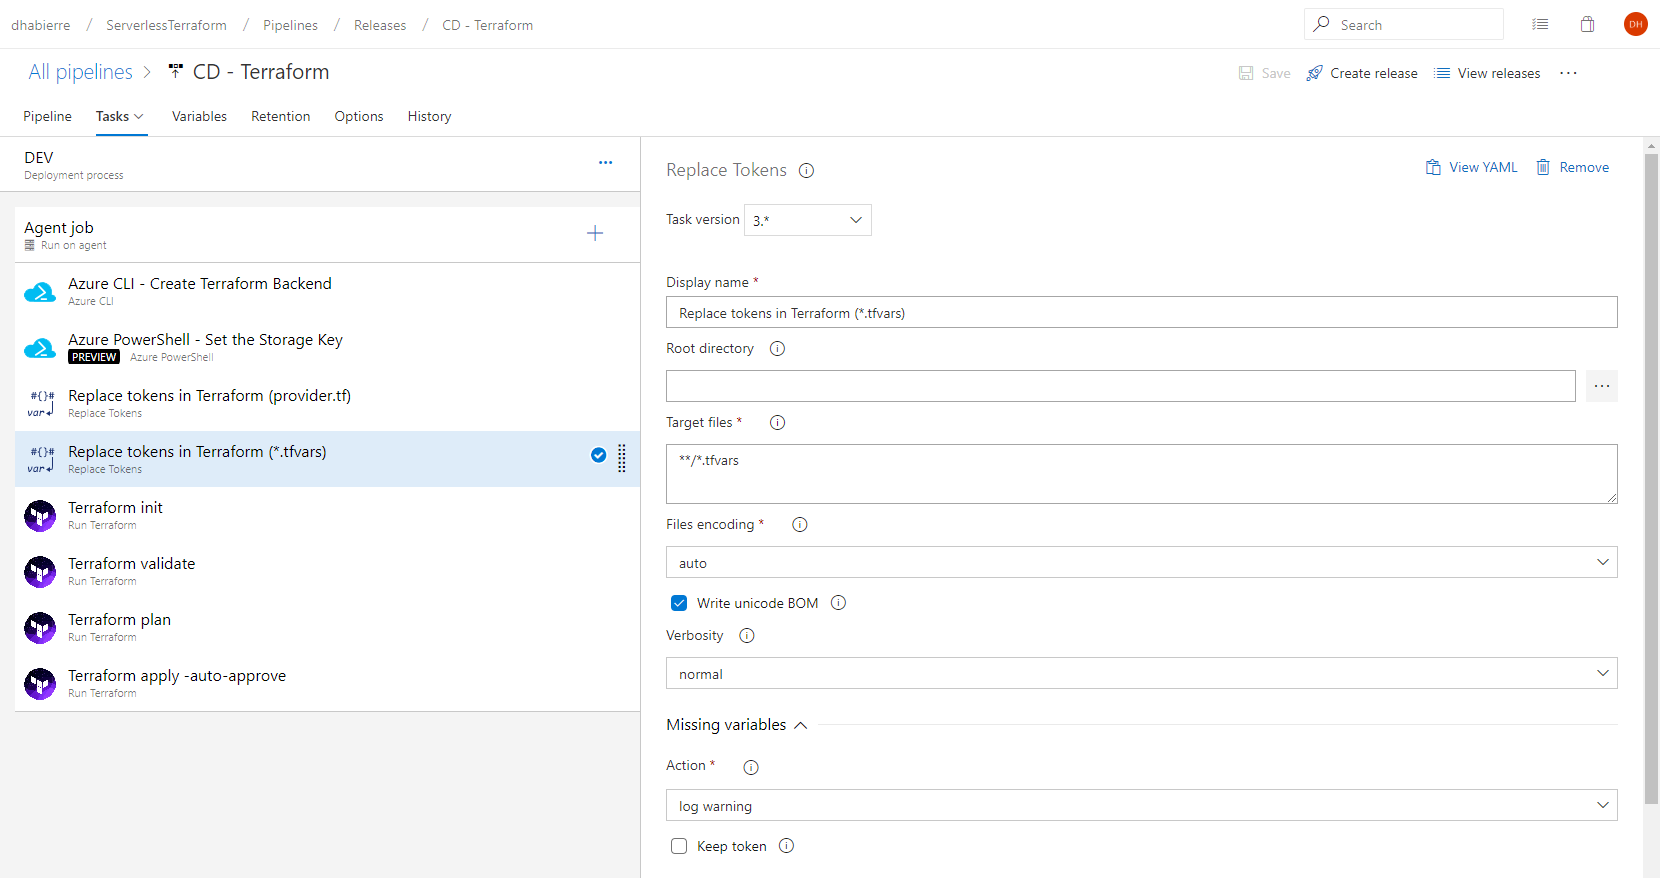 dhabierre / ServerlessTerraform / Pipelines / Releases / CD - Terraform
Search
DH
All pipelines > CD - Terraform
Save
Create release
View releases
...
Pipeline
Tasks
Variables
Retention
Options
History
DEV
Deployment process
...
Agent job
Run on agent
Azure CLI - Create Terraform Backend
Azure CLI
Azure PowerShell - Set the Storage Key
PREVIEW Azure PowerShell
#{}# var
Replace tokens in Terraform (provider.tf)
Replace Tokens
#{}# var
Replace tokens in Terraform (*.tfvars)
Replace Tokens
Terraform init
Run Terraform
Terraform validate
Run Terraform
Terraform plan
Run Terraform
Terraform apply -auto-approve
Run Terraform
Replace Tokens
View YAML
Remove
Task version 3.*
Display name *
Replace tokens in Terraform (*.tfvars)
Root directory
...
Target files *
**/*.tfvars
Files encoding *
auto
Write unicode BOM
Verbosity
normal
Missing variables
Action *
log warning
Keep token